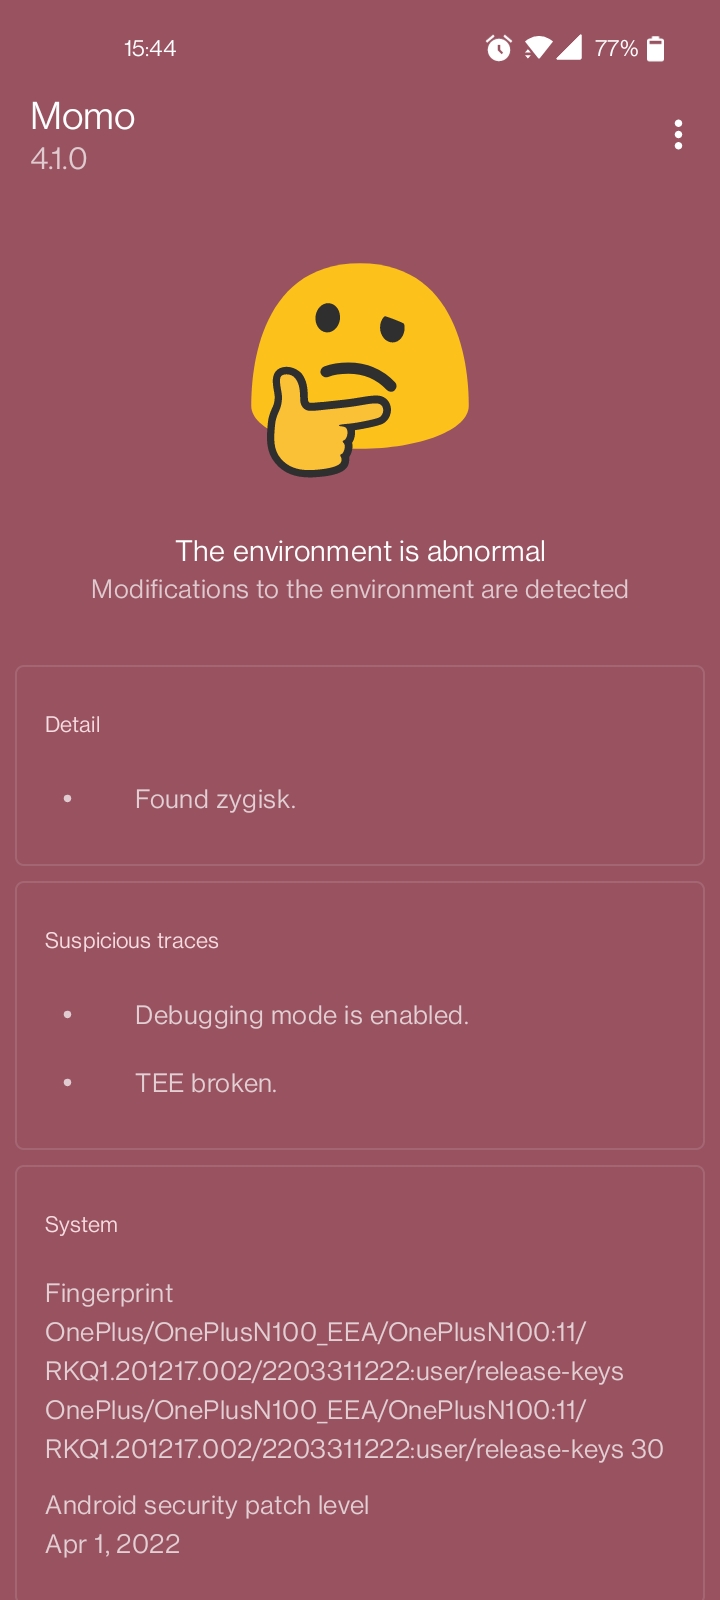 15:44
77%
Momo
4.1.0
The environment is abnormal
Modifications to the environment are detected
Detail
• Found zygisk.
Suspicious traces
• Debugging mode is enabled.
• TEE broken.
System
Fingerprint
OnePlus/OnePlusN100_EEA/OnePlusN100:11/
RKQ1.201217.002/2203311222:user/release-keys
OnePlus/OnePlusN100_EEA/OnePlusN100:11/
RKQ1.201217.002/2203311222:user/release-keys 30
Android security patch level
Apr 1, 2022